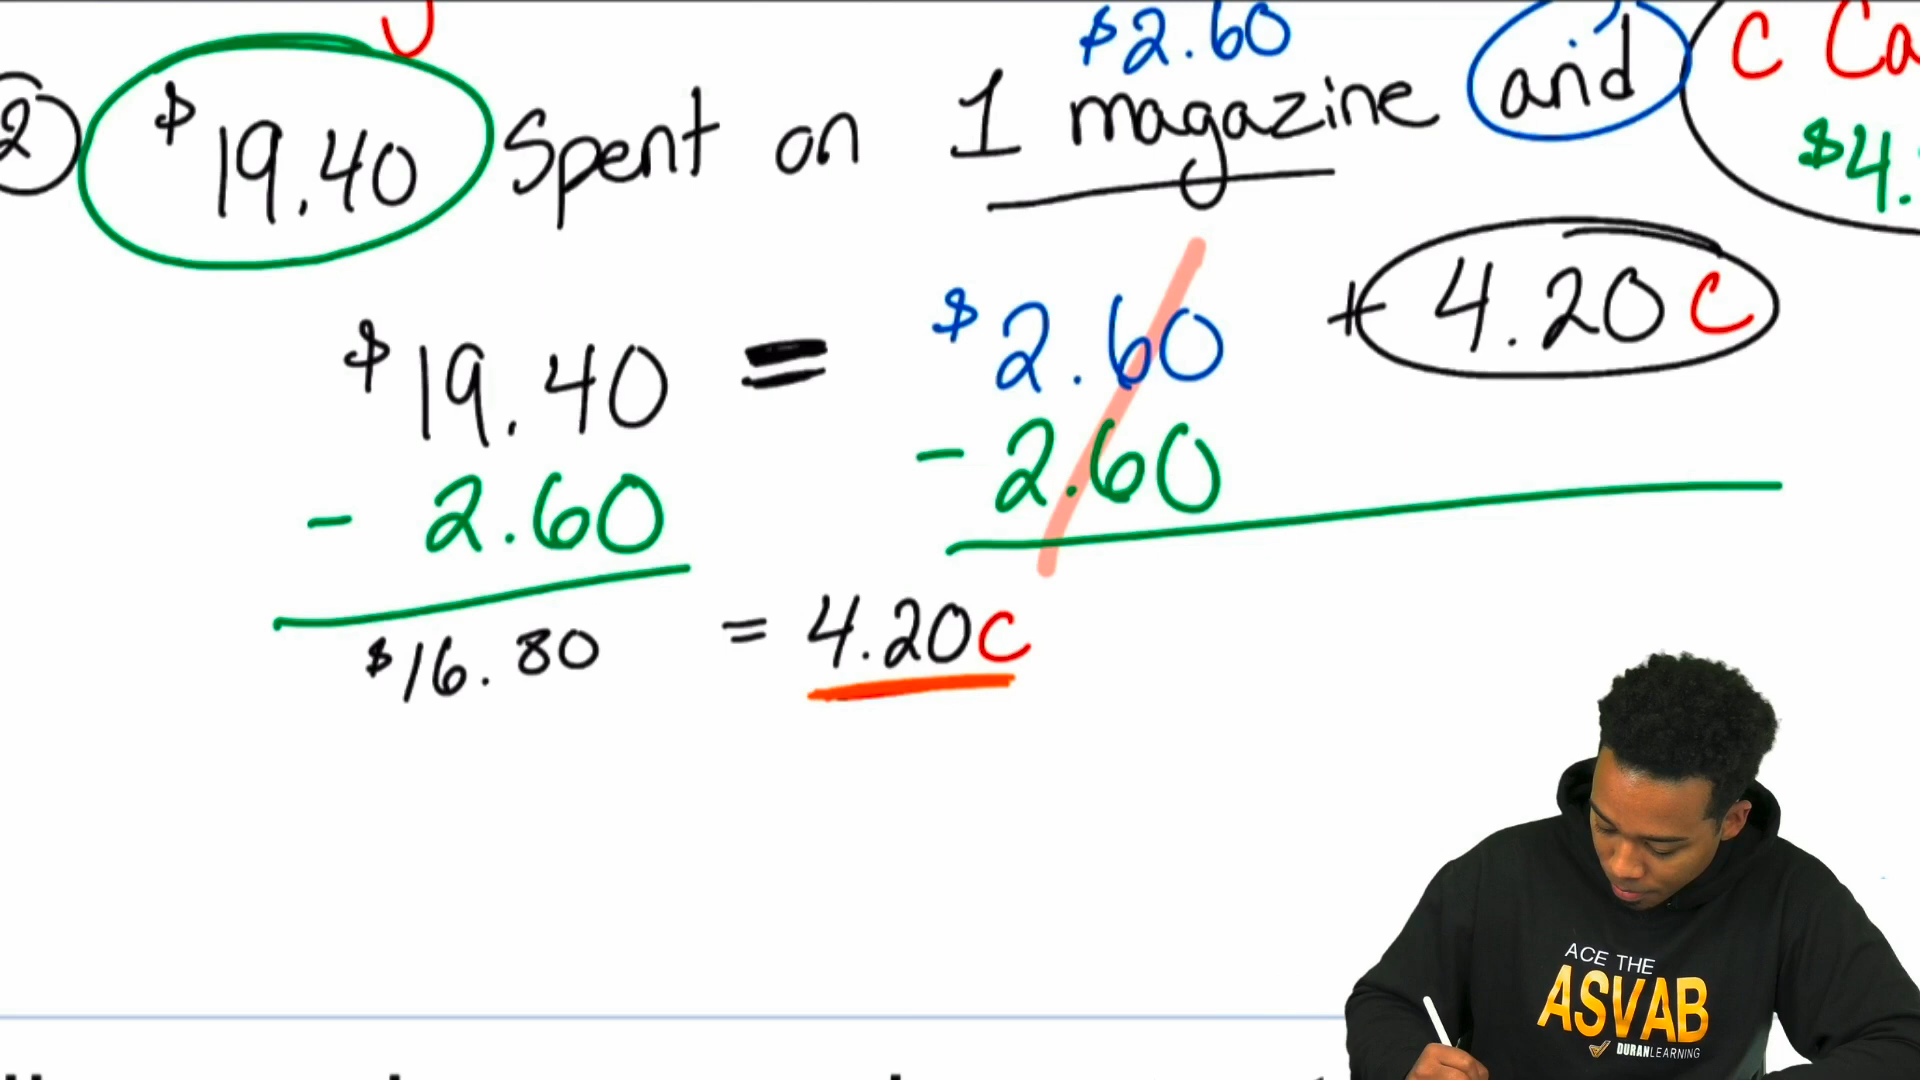 $2.60
② $19.40 Spent on 1 magazine and C Ca
$4.
$19.40 = $2.60 + 4.20C
- 2.60 - 2.60
$16.80 = 4.20C
ACE THE
ASVAB
DURANLEARNING